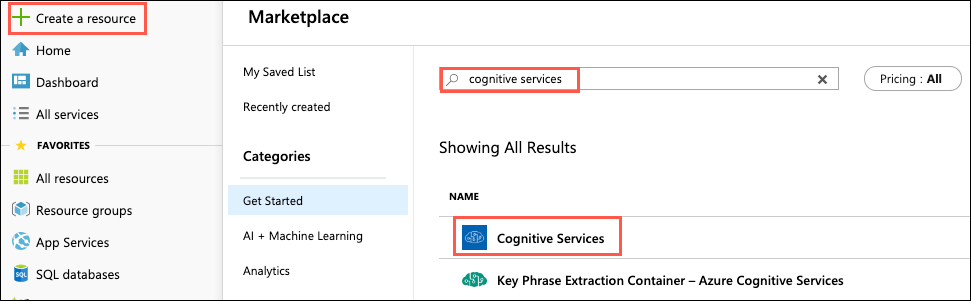 Create a resource
Home
Dashboard
All services
FAVORITES
All resources
Resource groups
App Services
SQL
SQL databases
Marketplace
My Saved List
Recently created
Categories
Get Started
AI + Machine Learning
Analytics
cognitive services
Pricing : All
Showing All Results
NAME
Cognitive Services
Key Phrase Extraction Container – Azure Cognitive Services